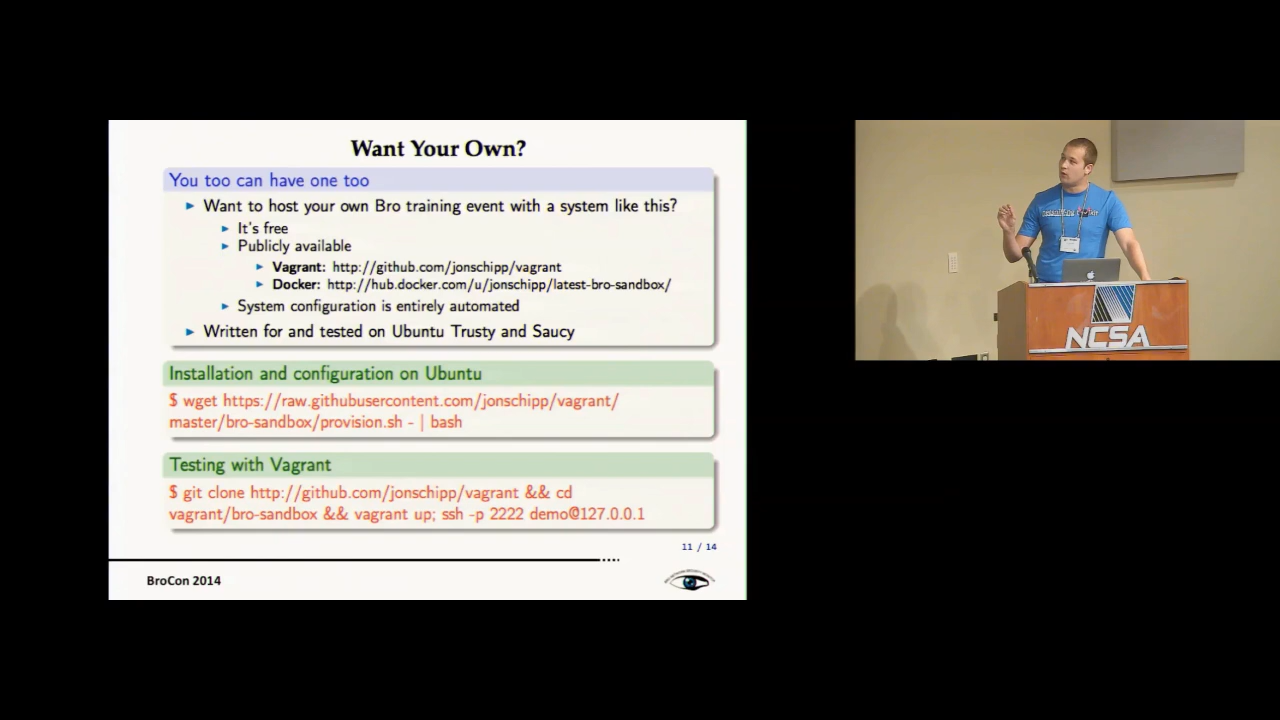 Want Your Own?
You too can have one too
Want to host your own Bro training event with a system like this?
It's free
Publicly available
Vagrant: http://github.com/jonschipp/vagrant
Docker: http://hub.docker.com/u/jonschipp/latest-bro-sandbox/
System configuration is entirely automated
Written for and tested on Ubuntu Trusty and Saucy
Installation and configuration on Ubuntu
$ wget https://raw.githubusercontent.com/jonschipp/vagrant/
master/bro-sandbox/provision.sh - | bash
Testing with Vagrant
$ git clone http://github.com/jonschipp/vagrant && cd
vagrant/bro-sandbox && vagrant up; ssh -p 2222 demo@127.0.0.1
11 / 14
BroCon 2014
NCSA